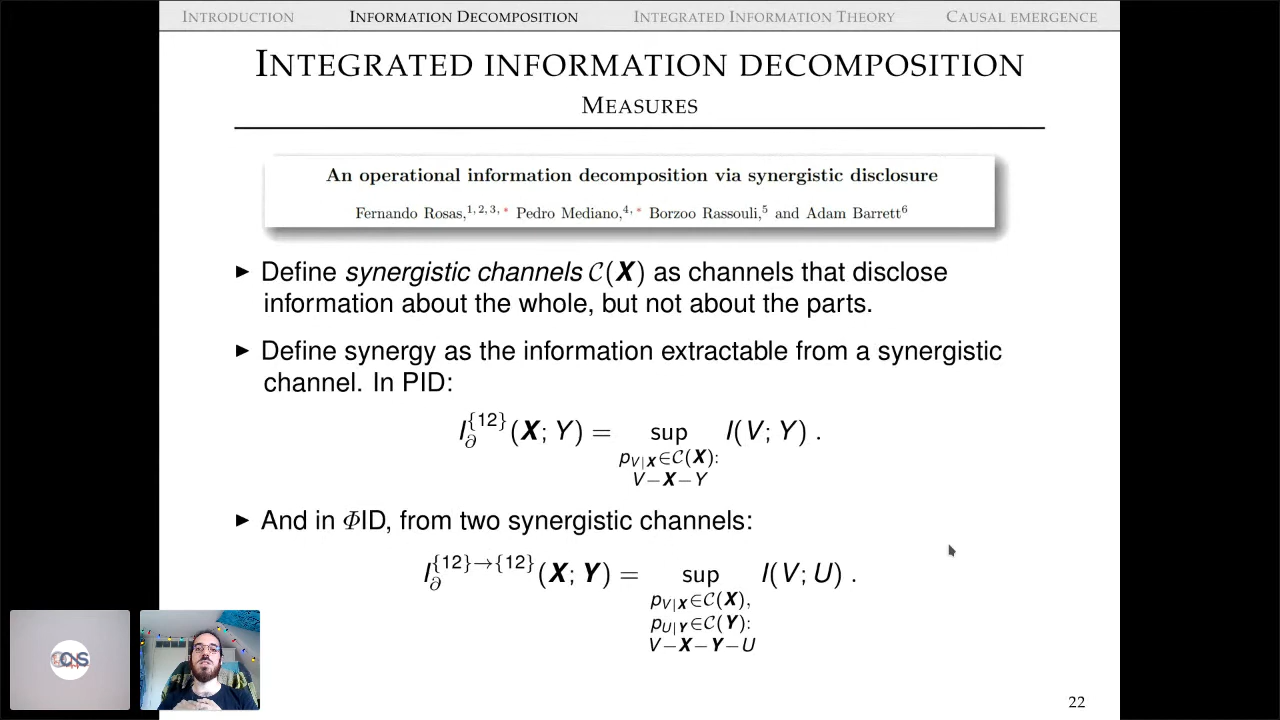 INTRODUCTION INFORMATION DECOMPOSITION INTEGRATED INFORMATION THEORY CAUSAL EMERGENCE
INTEGRATED INFORMATION DECOMPOSITION
MEASURES
An operational information decomposition via synergistic disclosure
Fernando Rosas,1,2,3,* Pedro Mediano,4,* Borzoo Rassouli,5 and Adam Barrett6
▶ Define synergistic channels C(X) as channels that disclose
information about the whole, but not about the parts.
▶ Define synergy as the information extractable from a synergistic
channel. In PID:
I∂{12}(X; Y) = sup I(V; Y) .
pV|X∈C(X):
V−X−Y
▶ And in ΦID, from two synergistic channels:
I∂{12}→{12}(X; Y) = sup I(V; U) .
pV|X∈C(X),
pU|Y∈C(Y):
V−X−Y−U
22